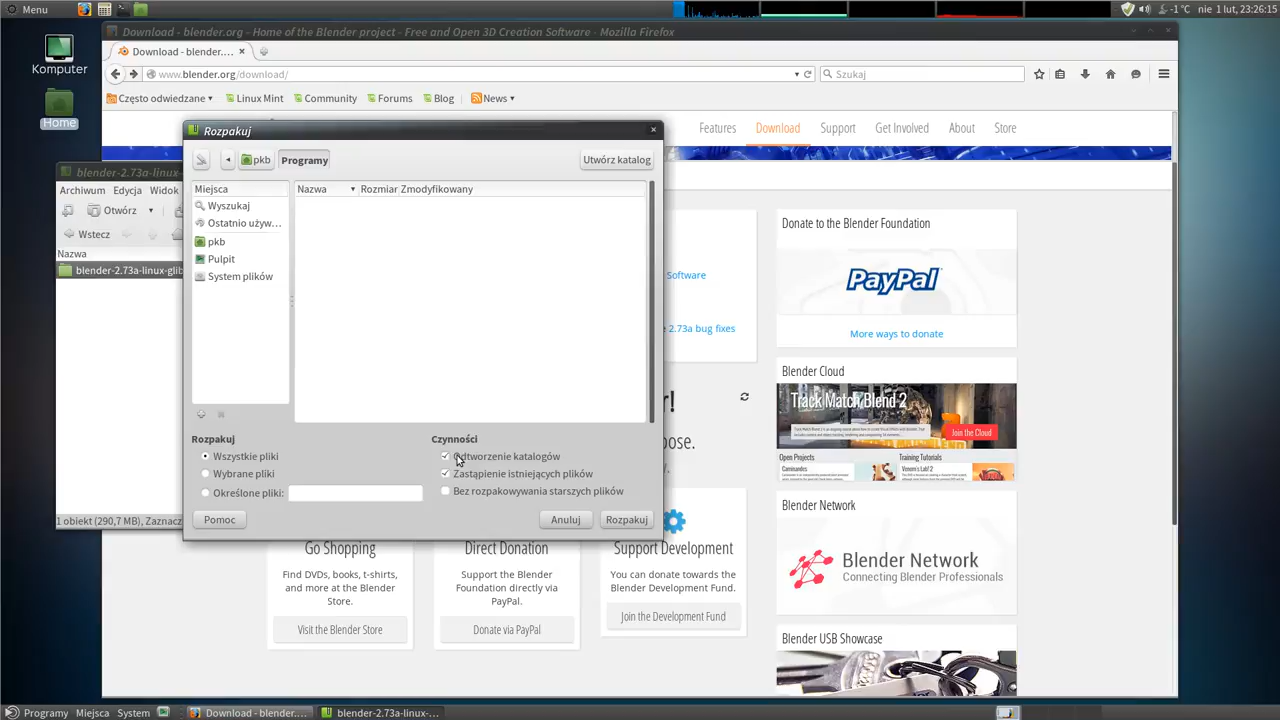 Menu
-1 °C nie 1 lut, 23:26:15
Download - blender.org - Home of the Blender project - Free and Open 3D Creation Software - Mozilla Firefox
Download - blender....
www.blender.org/download/
Szukaj
Często odwiedzane
Linux Mint
Community
Forums
Blog
News
Komputer
Home
Features
Download
Support
Get Involved
About
Store
blender-2.73a-linux-
Archiwum Edycja Widok
Otwórz
Wstecz
Nazwa
blender-2.73a-linux-glib
1 obiekt (290,7 MB), Zaznacz
Rozpakuj
pkb
Programy
Utwórz katalog
Miejsca
Wyszukaj
Ostatnio używ...
pkb
Pulpit
System plików
Nazwa
Rozmiar Zmodyfikowany
Rozpakuj
Wszystkie pliki
Wybrane pliki
Określone pliki:
Czynności
Odtworzenie katalogów
Zastąpienie istniejących plików
Bez rozpakowywania starszych plików
Pomoc
Anuluj
Rozpakuj
Software
2.73a bug fixes
Go Shopping
Find DVDs, books, t-shirts,
and more at the Blender
Store.
Visit the Blender Store
Direct Donation
Support the Blender
Foundation directly via
PayPal.
Donate via PayPal
Support Development
You can donate towards the
Blender Development Fund.
Join the Development Fund
Donate to the Blender Foundation
PayPal
More ways to donate
Blender Cloud
Track Match Blend 2
Join the Cloud
Open Projects
Caminandes
Training Tutorials
Venom's Lab! 2
Blender Network
Blender Network
Connecting Blender Professionals
Blender USB Showcase
Programy
Miejsca
System
Download - blender....
blender-2.73a-linux-...